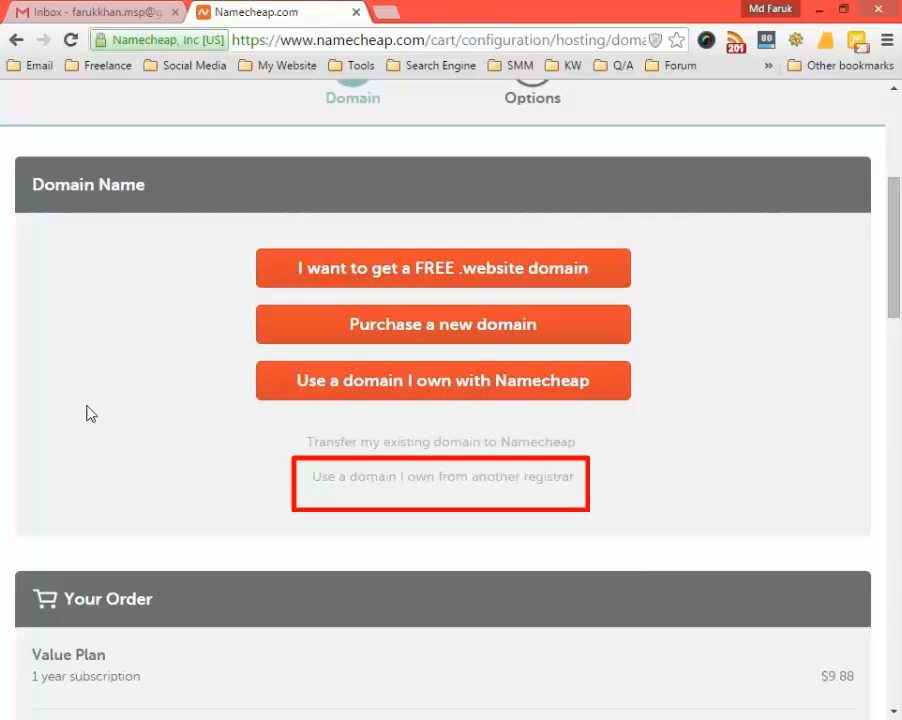 Md Faruk
Inbox - farukkhan.msp@g
Namecheap.com
Namecheap, Inc [US]
https://www.namecheap.com/cart/configuration/hosting/doma
201
80
Email Freelance Social Media My Website Tools Search Engine SMM KW Q/A Forum » Other bookmarks
Domain Options
Domain Name
I want to get a FREE .website domain
Purchase a new domain
Use a domain I own with Namecheap
Transfer my existing domain to Namecheap
Use a domain I own from another registrar
Your Order
Value Plan
1 year subscription $9.88